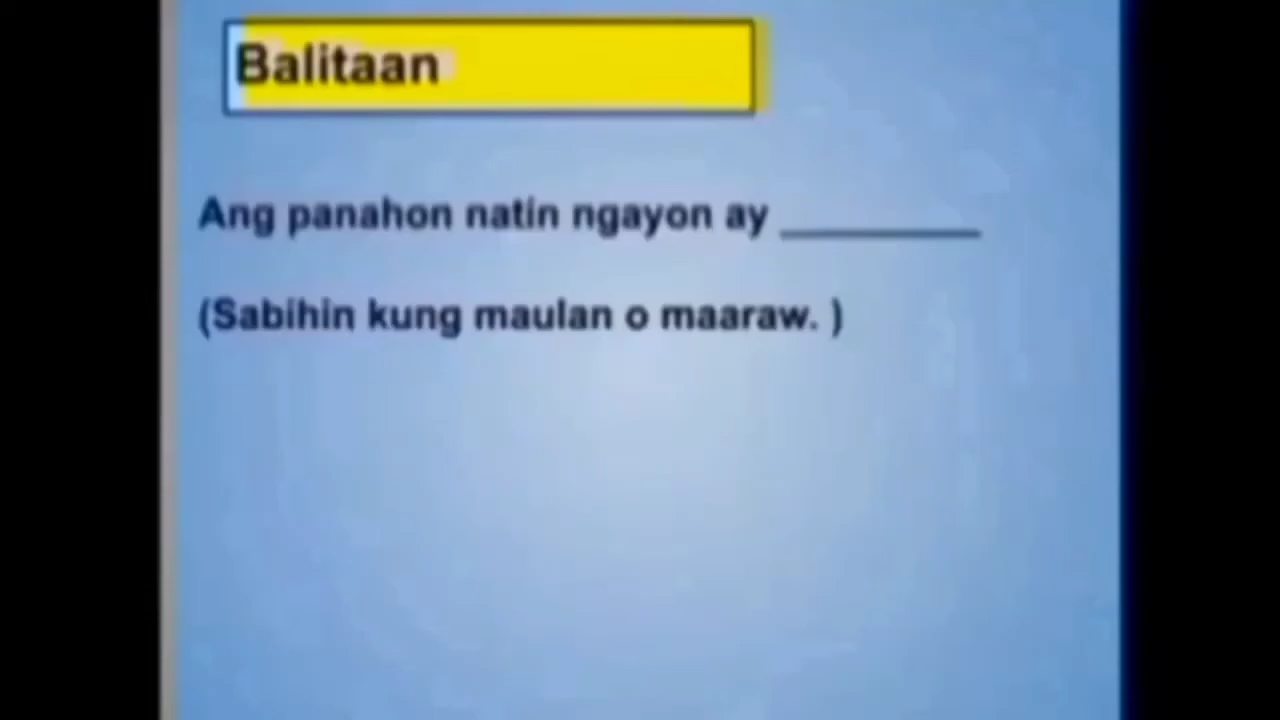 Balitaan
Ang panahon natin ngayon ay __________
(Sabihin kung maulan o maaraw. )